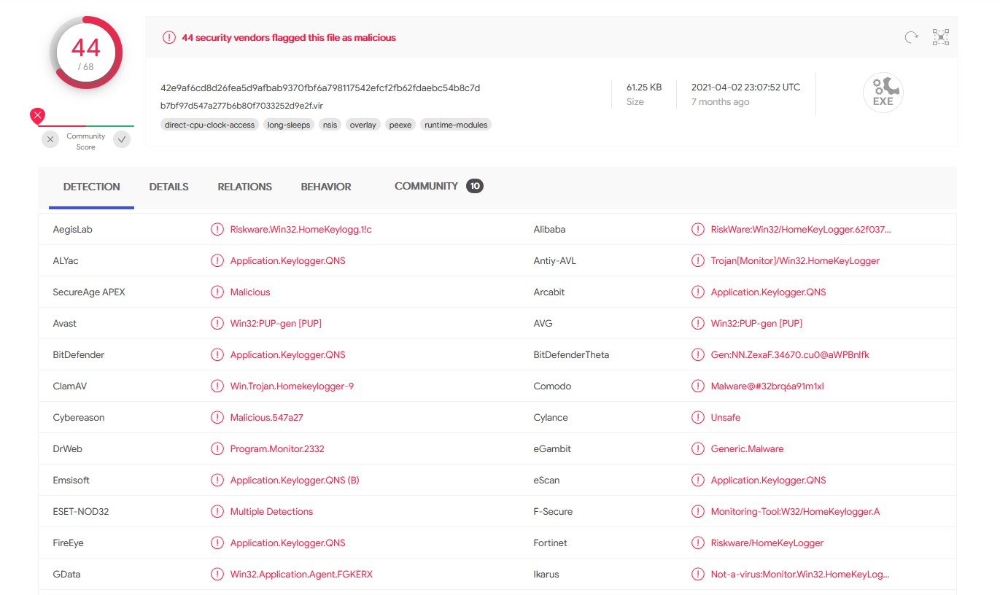 44
/ 68
44 security vendors flagged this file as malicious
42e9af6cd8d26fea5d9afbab9370fbf6a798117542efcf2fb62fdaebc54b8c7d
b7bf97d547a277b6b80f7033252d9e2f.vir
direct-cpu-clock-access long-sleeps nsis overlay peexe runtime-modules
61.25 KB
Size
2021-04-02 23:07:52 UTC
7 months ago
EXE
Community
Score
DETECTION DETAILS RELATIONS BEHAVIOR COMMUNITY 10
AegisLab Riskware.Win32.HomeKeylogg.1!c Alibaba RiskWare:Win32/HomeKeyLogger.62f037...
ALYac Application.Keylogger.QNS Antiy-AVL Trojan[Monitor]/Win32.HomeKeyLogger
SecureAge APEX Malicious Arcabit Application.Keylogger.QNS
Avast Win32:PUP-gen [PUP] AVG Win32:PUP-gen [PUP]
BitDefender Application.Keylogger.QNS BitDefenderTheta Gen:NN.ZexaF.34670.cu0@aWPBnlfk
ClamAV Win.Trojan.Homekeylogger-9 Comodo Malware@#32brq6a91m1xl
Cybereason Malicious.547a27 Cylance Unsafe
DrWeb Program.Monitor.2332 eGambit Generic.Malware
Emsisoft Application.Keylogger.QNS (B) eScan Application.Keylogger.QNS
ESET-NOD32 Multiple Detections F-Secure Monitoring-Tool:W32/HomeKeylogger.A
FireEye Application.Keylogger.QNS Fortinet Riskware/HomeKeyLogger
GData Win32.Application.Agent.FGKERX Ikarus Not-a-virus:Monitor.Win32.HomeKeyLog...